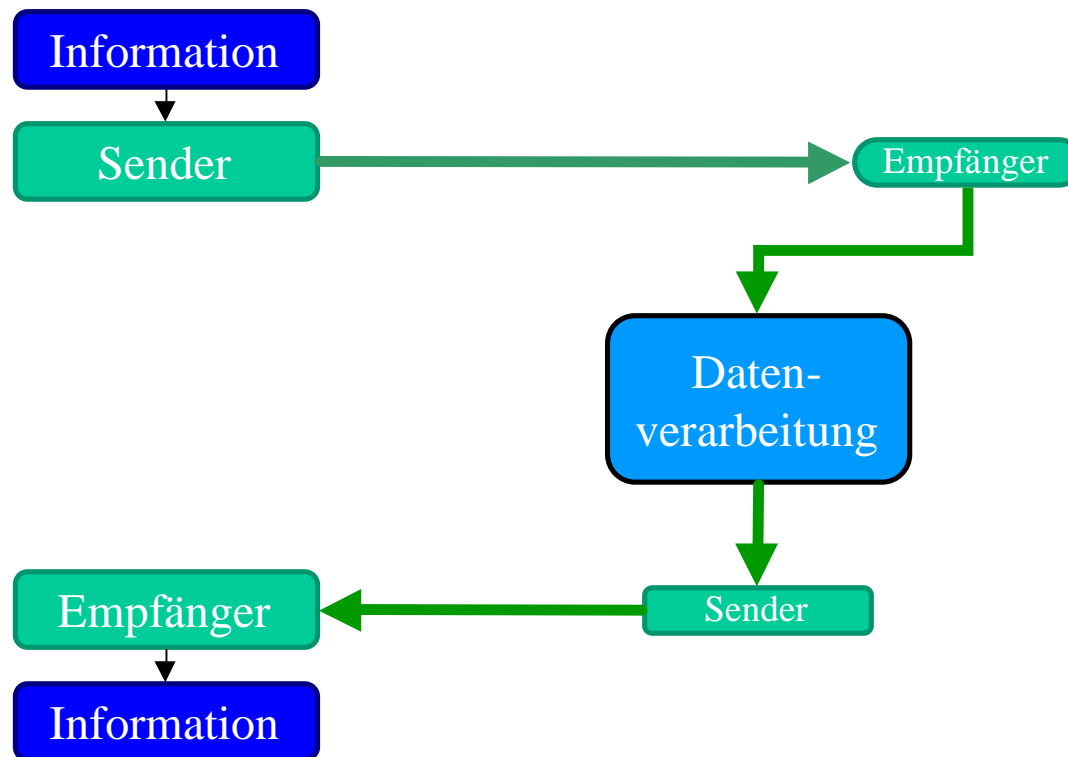 Information
Sender
Empfänger
Daten-
verarbeitung
Sender
Empfänger
Information